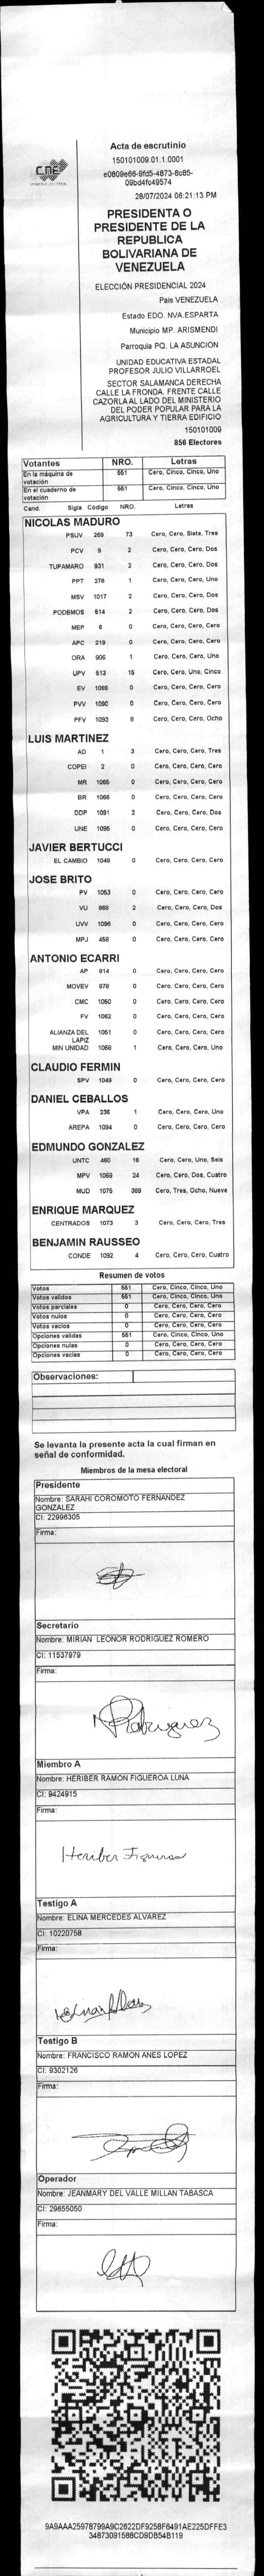 CNE
Acta de escrutinio
150101009.01.1.0001
e0809e66-9fd5-4873-8c85-
09bd4fc49574
28/07/2024 06:21:13 PM
PRESIDENTA O
PRESIDENTE DE LA
REPUBLICA
BOLIVARIANA DE
VENEZUELA
ELECCIÓN PRESIDENCIAL 2024
País VENEZUELA
Estado EDO. NVA.ESPARTA
Municipio MP. ARISMENDI
Parroquia PQ. LA ASUNCION
UNIDAD EDUCATIVA ESTADAL
PROFESOR JULIO VILLARROEL
SECTOR SALAMANCA DERECHA
CALLE LA FRONDA. FRENTE CALLE
CAZORLA AL LADO DEL MINISTERIO
DEL PODER POPULAR PARA LA
AGRICULTURA Y TIERRA EDIFICIO
150101009
856 Electores
Votantes NRO. Letras
En la máquina de votación 551 Cero, Cinco, Cinco, Uno
En el cuaderno de votación 551 Cero, Cinco, Cinco, Uno
Cand. Sigla Código NRO. Letras
NICOLAS MADURO
PSUV 269 73 Cero, Cero, Siete, Tres
PCV 9 2 Cero, Cero, Cero, Dos
TUPAMARO 931 2 Cero, Cero, Cero, Dos
PPT 276 1 Cero, Cero, Cero, Uno
MSV 1017 2 Cero, Cero, Cero, Dos
PODEMOS 514 2 Cero, Cero, Cero, Dos
MEP 6 0 Cero, Cero, Cero, Cero
APC 219 0 Cero, Cero, Cero, Cero
ORA 906 1 Cero, Cero, Cero, Uno
UPV 513 15 Cero, Cero, Uno, Cinco
EV 1089 0 Cero, Cero, Cero, Cero
PVV 1090 0 Cero, Cero, Cero, Cero
PFV 1093 8 Cero, Cero, Cero, Ocho
LUIS MARTINEZ
AD 1 3 Cero, Cero, Cero, Tres
COPEI 2 0 Cero, Cero, Cero, Cero
MR 1065 0 Cero, Cero, Cero, Cero
BR 1066 0 Cero, Cero, Cero, Cero
DDP 1091 2 Cero, Cero, Cero, Dos
UNE 1095 0 Cero, Cero, Cero, Cero
JAVIER BERTUCCI
EL CAMBIO 1048 0 Cero, Cero, Cero, Cero
JOSE BRITO
PV 1053 0 Cero, Cero, Cero, Cero
VU 868 2 Cero, Cero, Cero, Dos
UVV 1096 0 Cero, Cero, Cero, Cero
MPJ 458 0 Cero, Cero, Cero, Cero
ANTONIO ECARRI
AP 814 0 Cero, Cero, Cero, Cero
MOVEV 878 0 Cero, Cero, Cero, Cero
CMC 1050 0 Cero, Cero, Cero, Cero
FV 1062 0 Cero, Cero, Cero, Cero
ALIANZA DEL LAPIZ 1051 0 Cero, Cero, Cero, Cero
MIN UNIDAD 1068 1 Cero, Cero, Cero, Uno
CLAUDIO FERMIN
SPV 1049 0 Cero, Cero, Cero, Cero
DANIEL CEBALLOS
VPA 236 1 Cero, Cero, Cero, Uno
AREPA 1094 0 Cero, Cero, Cero, Cero
EDMUNDO GONZALEZ
UNTC 460 16 Cero, Cero, Uno, Seis
MPV 1069 24 Cero, Cero, Dos, Cuatro
MUD 1075 389 Cero, Tres, Ocho, Nueve
ENRIQUE MARQUEZ
CENTRADOS 1073 3 Cero, Cero, Cero, Tres
BENJAMIN RAUSSEO
CONDE 1092 4 Cero, Cero, Cero, Cuatro
Resumen de votos
Votos 551 Cero, Cinco, Cinco, Uno
Votos validos 551 Cero, Cinco, Cinco, Uno
Votos parciales 0 Cero, Cero, Cero, Cero
Votos nulos 0 Cero, Cero, Cero, Cero
Votos vacios 0 Cero, Cero, Cero, Cero
Opciones validas 551 Cero, Cinco, Cinco, Uno
Opciones nulas 0 Cero, Cero, Cero, Cero
Opciones vacias 0 Cero, Cero, Cero, Cero
Observaciones:
Se levanta la presente acta la cual firman en
señal de conformidad.
Miembros de la mesa electoral
Presidente
Nombre: SARAHI COROMOTO FERNANDEZ
GONZALEZ
CI: 22996305
Firma:
Secretario
Nombre: MIRIAN LEONOR RODRIGUEZ ROMERO
CI: 11537979
Firma:
MRodriguez
Miembro A
Nombre: HERIBER RAMON FIGUEROA LUNA
CI: 9424915
Firma:
Heriber Figueroa
Testigo A
Nombre: ELINA MERCEDES ALVAREZ
CI: 10220758
Firma:
Testigo B
Nombre: FRANCISCO RAMON ANES LOPEZ
CI: 9302126
Firma:
Operador
Nombre: JEANMARY DEL VALLE MILLAN TABASCA
CI: 29655050
Firma:
9A9AAA25978799A9C2622DF9258F6491AE225DFFE3
34873091588CD9DB54B119